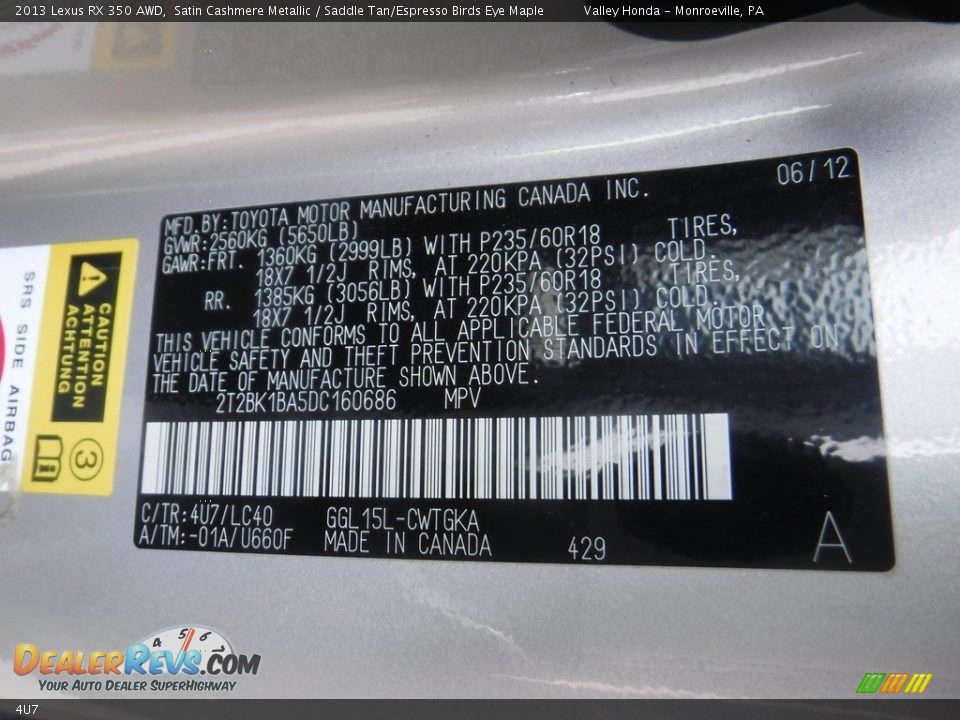 2013 Lexus RX 350 AWD, Satin Cashmere Metallic / Saddle Tan/Espresso Birds Eye Maple Valley Honda - Monroeville, PA
06/12
MFD.BY:TOYOTA MOTOR MANUFACTURING CANADA INC.
GVWR:2560KG (5650LB)
GAWR:FRT. 1360KG (2999LB) WITH P235/60R18 TIRES,
18X7 1/2J RIMS, AT 220KPA (32PSI) COLD.
RR. 1385KG (3056LB) WITH P235/60R18 TIRES,
18X7 1/2J RIMS, AT 220KPA (32PSI) COLD.
THIS VEHICLE CONFORMS TO ALL APPLICABLE FEDERAL MOTOR
VEHICLE SAFETY AND THEFT PREVENTION STANDARDS IN EFFECT ON
THE DATE OF MANUFACTURE SHOWN ABOVE.
2T2BK1BA5DC160686 MPV
C/TR:4U7/LC40 GGL15L-CWTGKA
A/TM:-01A/U660F MADE IN CANADA 429 A
CAUTION
ATTENTION
ACHTUNG
3
SRS SIDE AIRBAG
4 5 6 7
DEALERREVS.COM
YOUR AUTO DEALER SUPERHIGHWAY
4U7